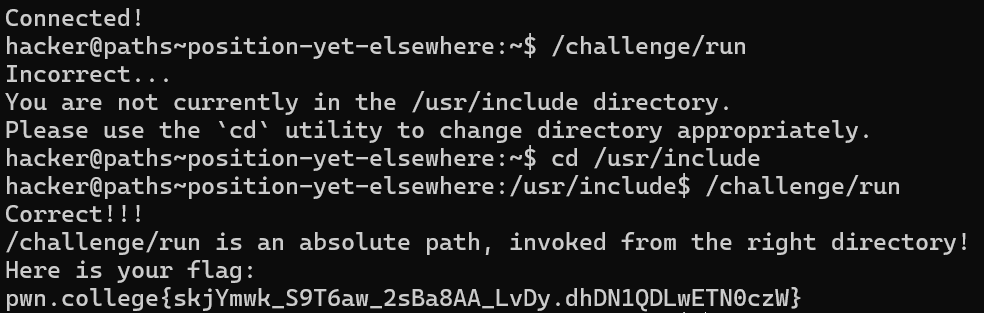 Connected!
hacker@paths~position-yet-elsewhere:~$ /challenge/run
Incorrect...
You are not currently in the /usr/include directory.
Please use the `cd` utility to change directory appropriately.
hacker@paths~position-yet-elsewhere:~$ cd /usr/include
hacker@paths~position-yet-elsewhere:/usr/include$ /challenge/run
Correct!!!
/challenge/run is an absolute path, invoked from the right directory!
Here is your flag:
pwn.college{skjYmwk_S9T6aw_2sBa8AA_LvDy.dhDN1QDLwETN0czW}